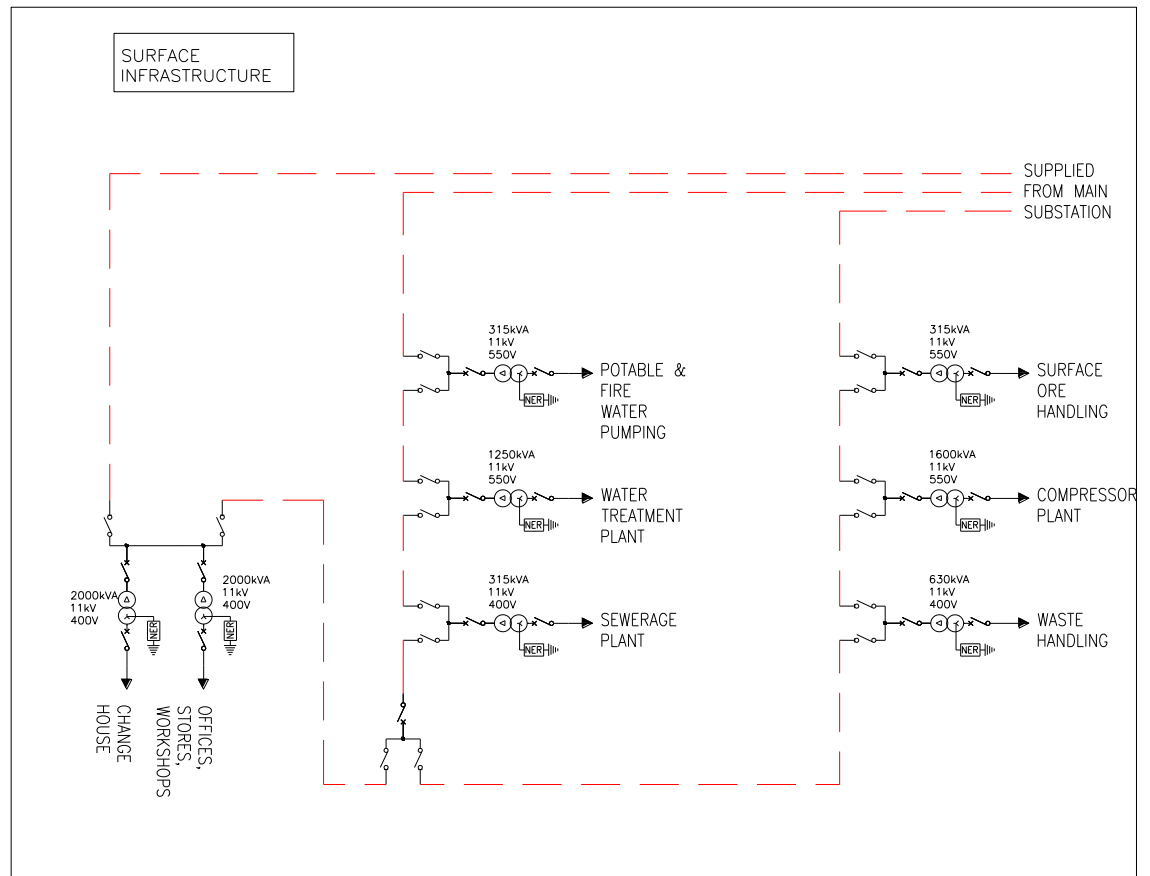 SURFACE
INFRASTRUCTURE
SUPPLIED
FROM MAIN
SUBSTATION
315kVA
11kV
550V
NER
POTABLE &
FIRE
WATER
PUMPING
315kVA
11kV
550V
NER
SURFACE
ORE
HANDLING
1250kVA
11kV
550V
NER
WATER
TREATMENT
PLANT
1600kVA
11kV
550V
NER
COMPRESSOR
PLANT
2000kVA
11kV
400V
NER
CHANGE
HOUSE
2000kVA
11kV
400V
NER
OFFICES,
STORES,
WORKSHOPS
315kVA
11kV
400V
NER
SEWERAGE
PLANT
630kVA
11kV
400V
NER
WASTE
HANDLING